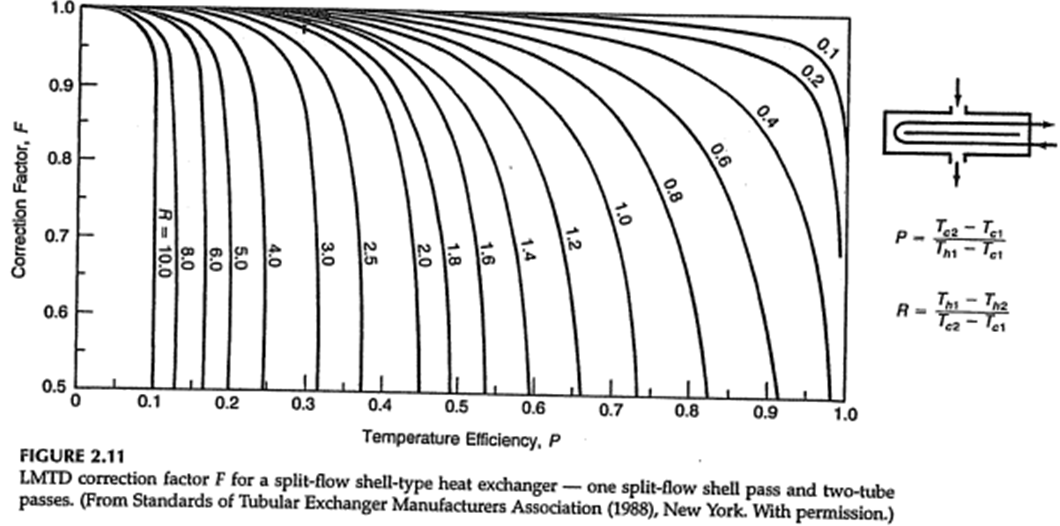 1.0
0.9
0.8
0.7
0.6
0.5
Correction Factor, F
0 0.1 0.2 0.3 0.4 0.5 0.6 0.7 0.8 0.9 1.0
Temperature Efficiency, P
R = 10.0
8.0
6.0
5.0
4.0
3.0
2.5
2.0
1.8
1.6
1.4
1.2
1.0
0.8
0.6
0.4
0.2
0.1
P = Tc2 − Tc1
Th1 − Tc1
R = Th1 − Th2
Tc2 − Tc1
FIGURE 2.11
LMTD correction factor F for a split-flow shell-type heat exchanger — one split-flow shell pass and two-tube
passes. (From Standards of Tubular Exchanger Manufacturers Association (1988), New York. With permission.)